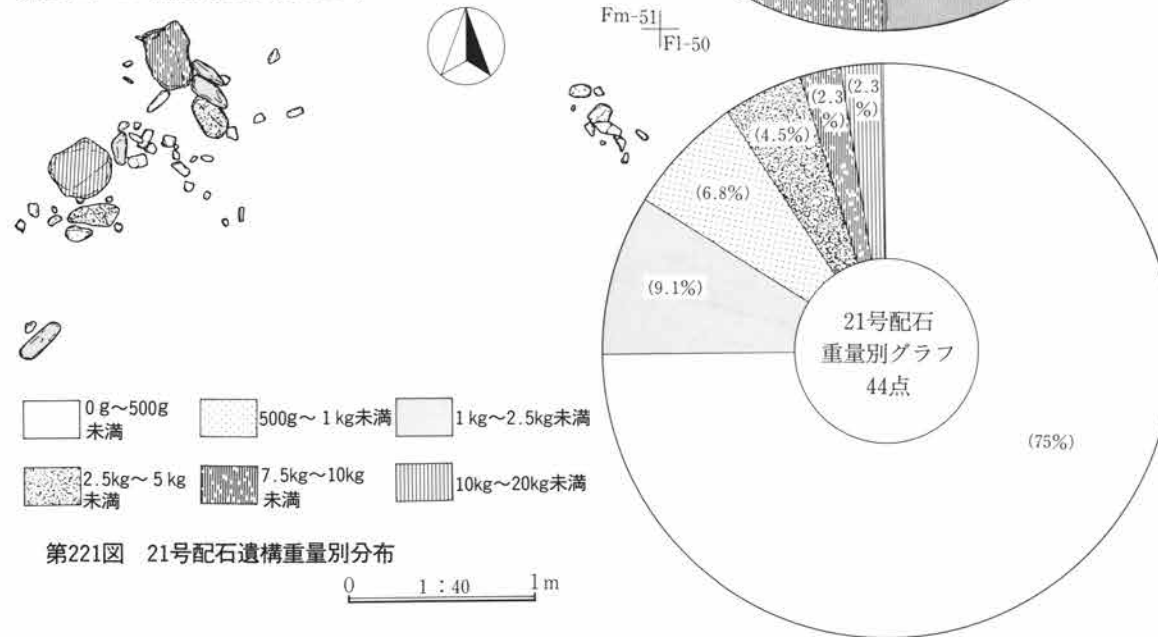 Fm-51
Fl-50
(2.3
%)
(2.3
%)
(4.5%)
(6.8%)
(9.1%)
(75%)
21号配石
重量別グラフ
44点
0g～500g
未満
500g～1kg未満
1kg～2.5kg未満
2.5kg～5kg
未満
7.5kg～10kg
未満
10kg～20kg未満
第221図 21号配石遺構重量別分布
0 1：40 1m